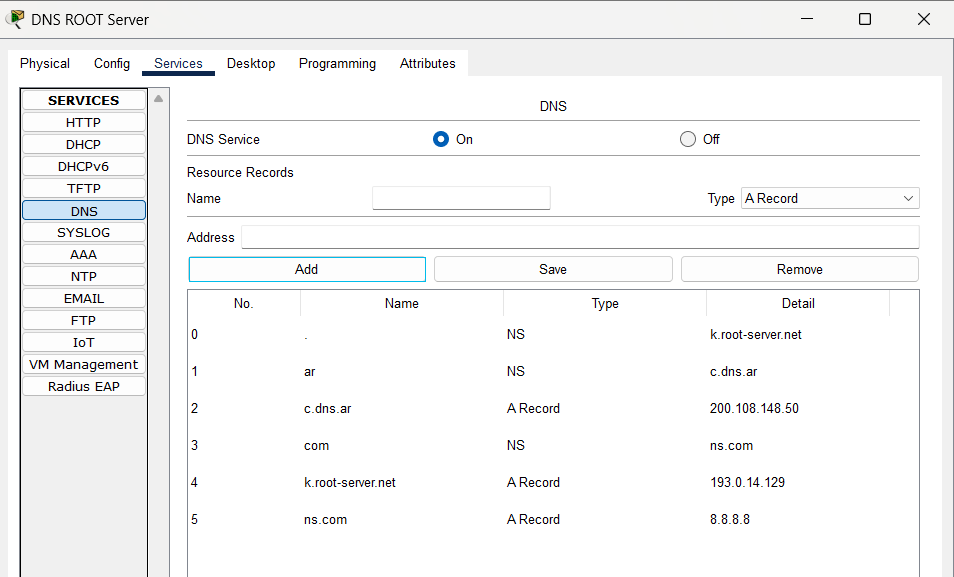 DNS ROOT Server
Physical Config Services Desktop Programming Attributes
SERVICES
HTTP
DHCP
DHCPv6
TFTP
DNS
SYSLOG
AAA
NTP
EMAIL
FTP
IoT
VM Management
Radius EAP
DNS
DNS Service On Off
Resource Records
Name Type A Record
Address
Add Save Remove
No. Name Type Detail
0 . NS k.root-server.net
1 ar NS c.dns.ar
2 c.dns.ar A Record 200.108.148.50
3 com NS ns.com
4 k.root-server.net A Record 193.0.14.129
5 ns.com A Record 8.8.8.8